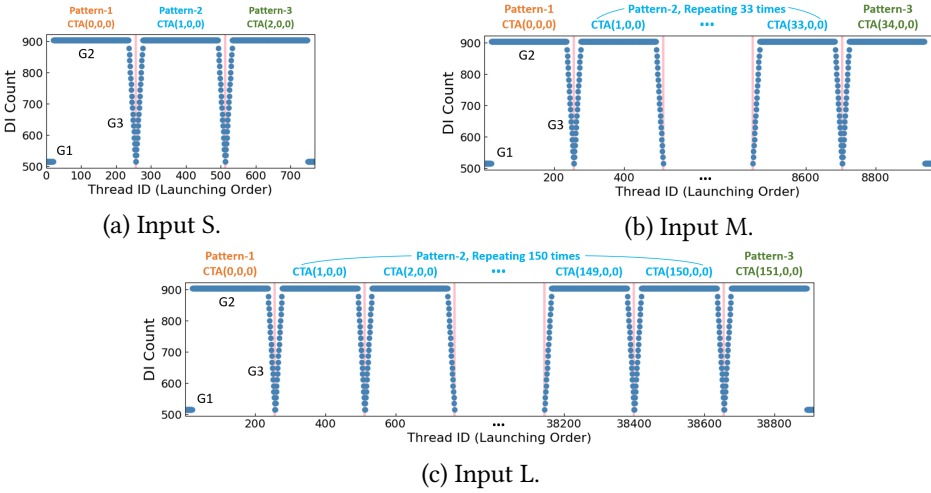 Pattern-1 Pattern-2 Pattern-3
CTA(0,0,0) CTA(1,0,0) CTA(2,0,0)
900
800
700
600
500
DI Count
G2
G3
G1
0 100 200 300 400 500 600 700
Thread ID (Launching Order)
(a) Input S.
Pattern-1 Pattern-2, Repeating 33 times Pattern-3
CTA(0,0,0) CTA(1,0,0) ••• CTA(33,0,0) CTA(34,0,0)
900
800
700
600
500
DI Count
G2
G3
G1
200 400 ••• 8600 8800
Thread ID (Launching Order)
(b) Input M.
Pattern-1 Pattern-2, Repeating 150 times Pattern-3
CTA(0,0,0) CTA(1,0,0) CTA(2,0,0) ••• CTA(149,0,0) CTA(150,0,0) CTA(151,0,0)
900
800
700
600
500
DI Count
G2
G3
G1
200 400 600 ••• 38200 38400 38600 38800
Thread ID (Launching Order)
(c) Input L.